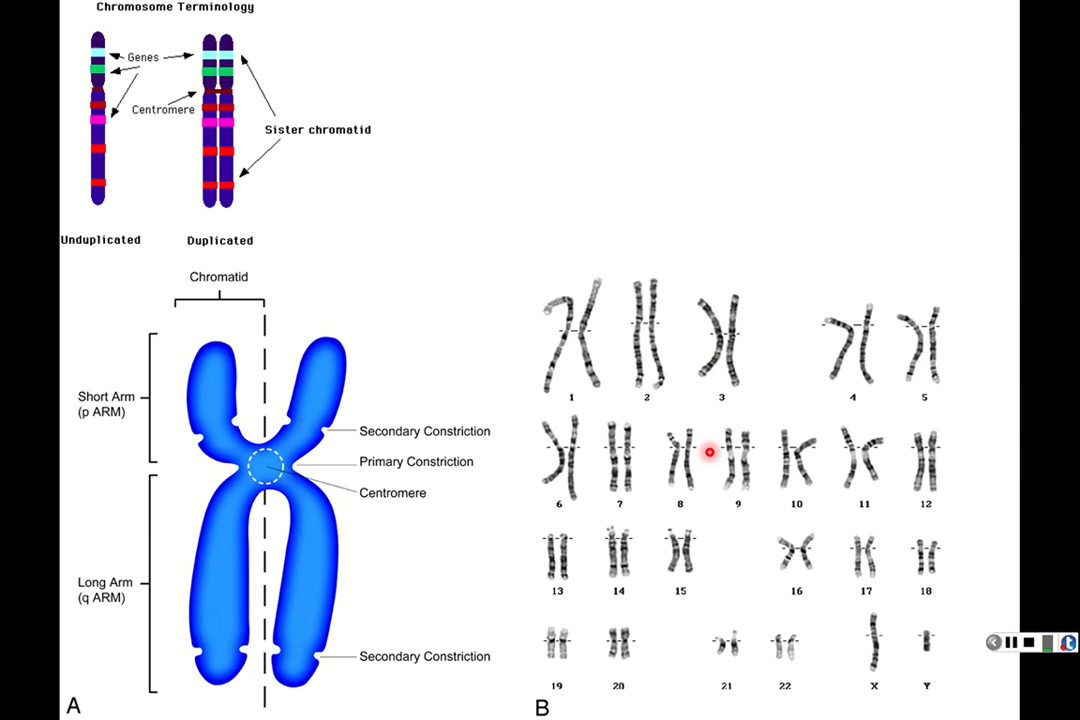 Chromosome Terminology
Genes
Centromere
Sister chromatid
Unduplicated
Duplicated
Chromatid
Short Arm
(p ARM)
Secondary Constriction
Primary Constriction
Centromere
Long Arm
(q ARM)
Secondary Constriction
A
1 2 3 4 5
6 7 8 9 10 11 12
13 14 15 16 17 18
19 20 21 22 X Y
B
t